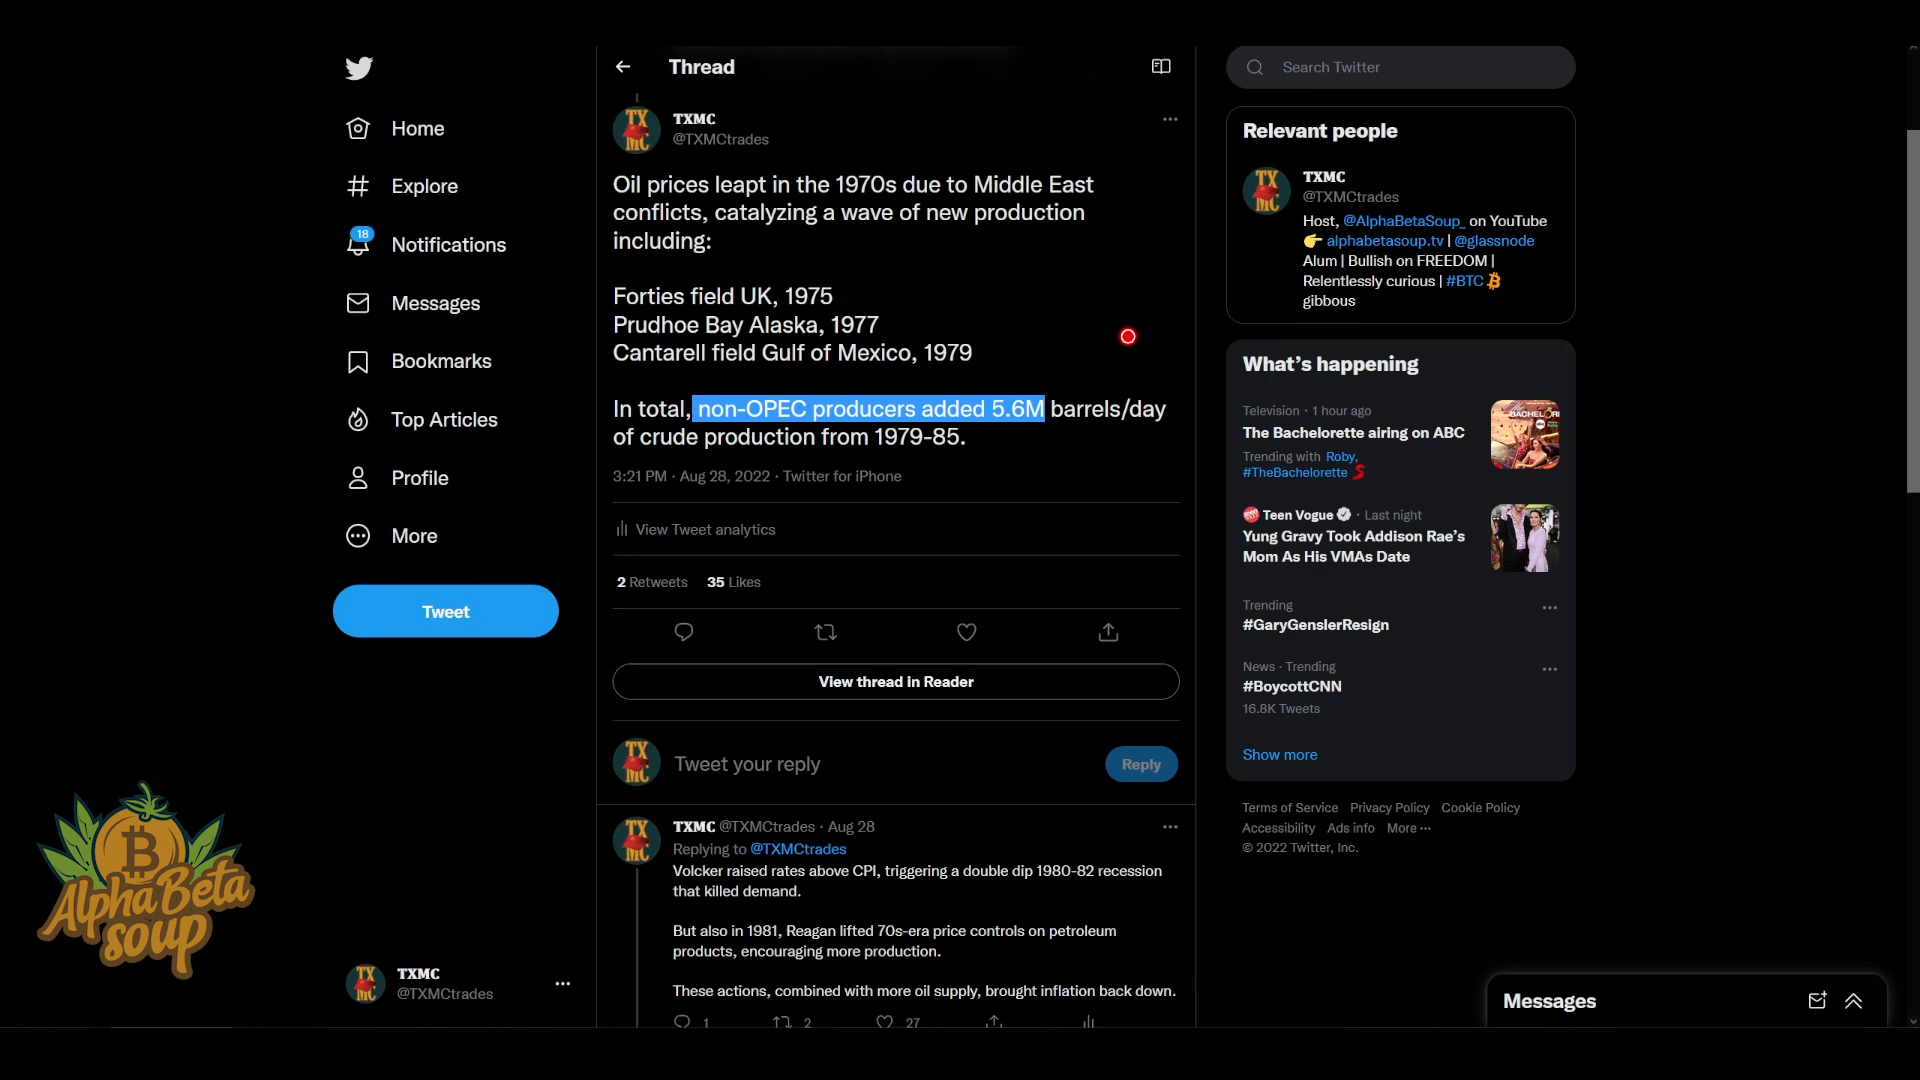 Home
Explore
18
Notifications
Messages
Bookmarks
Top Articles
Profile
More
Tweet
AlphaBeta
soup
TXMC
@TXMCtrades
Thread
TX
MC
TXMC
@TXMCtrades
Oil prices leapt in the 1970s due to Middle East
conflicts, catalyzing a wave of new production
including:
Forties field UK, 1975
Prudhoe Bay Alaska, 1977
Cantarell field Gulf of Mexico, 1979
In total, non-OPEC producers added 5.6M barrels/day
of crude production from 1979-85.
3:21 PM · Aug 28, 2022 · Twitter for iPhone
View Tweet analytics
2 Retweets 35 Likes
View thread in Reader
TX
MC
Tweet your reply
Reply
TX
MC
TXMC @TXMCtrades · Aug 28
Replying to @TXMCtrades
Volcker raised rates above CPI, triggering a double dip 1980-82 recession
that killed demand.
But also in 1981, Reagan lifted 70s-era price controls on petroleum
products, encouraging more production.
These actions, combined with more oil supply, brought inflation back down.
1 2 27
Search Twitter
Relevant people
TX
MC
TXMC
@TXMCtrades
Host, @AlphaBetaSoup_ on YouTube
👉 alphabetasoup.tv | @glassnode
Alum | Bullish on FREEDOM |
Relentlessly curious | #BTC
gibbous
What's happening
Television · 1 hour ago
The Bachelorette airing on ABC
Trending with Roby,
#TheBachelorette
Teen Vogue · Last night
Yung Gravy Took Addison Rae's
Mom As His VMAs Date
Trending
#GaryGenslerResign
News · Trending
#BoycottCNN
16.8K Tweets
Show more
Terms of Service Privacy Policy Cookie Policy
Accessibility Ads info More ···
© 2022 Twitter, Inc.
Messages